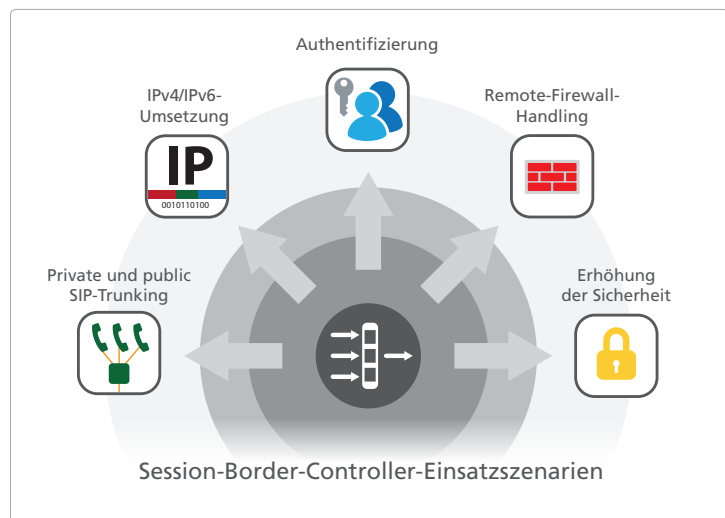 Authentifizierung
IPv4/IPv6-
Umsetzung
Remote-Firewall-
Handling
IP
0010110100
Private und public
SIP-Trunking
Erhöhung
der Sicherheit
Session-Border-Controller-Einsatzszenarien